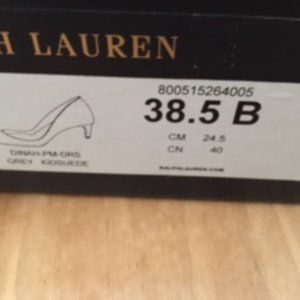 H LAUREN
800515264005
38.5 B
CM 24.5
CN 40
DINAH-PM-DRS
GREY KIDSUEDE
RALPHLAUREN.COM